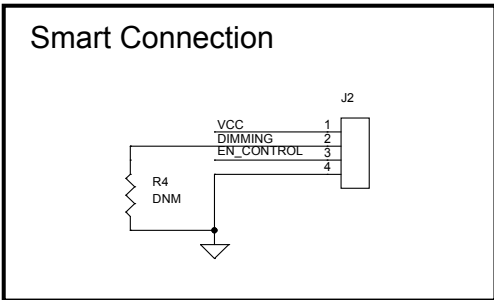 Smart Connection
J2
VCC 1
DIMMING 2
EN_CONTROL 3
4
R4
DNM